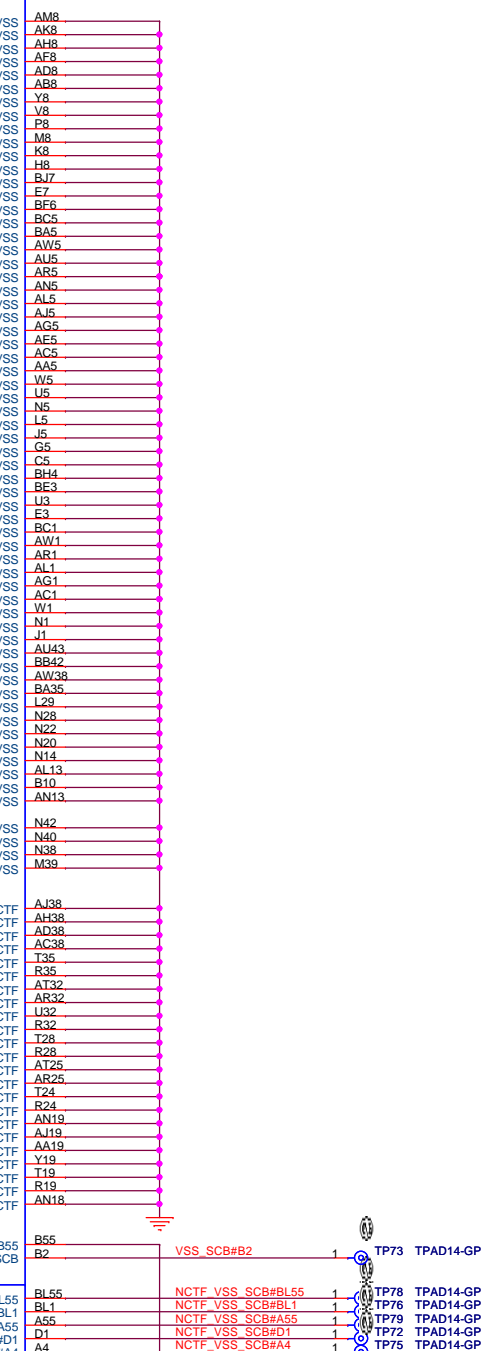 VSS AM8
VSS AK8
VSS AH8
VSS AF8
VSS AD8
VSS AB8
VSS Y8
VSS V8
VSS P8
VSS M8
VSS K8
VSS H8
VSS BJ7
VSS E7
VSS BF6
VSS BC5
VSS BA5
VSS AW5
VSS AU5
VSS AR5
VSS AN5
VSS AL5
VSS AJ5
VSS AG5
VSS AE5
VSS AC5
VSS AA5
VSS W5
VSS U5
VSS N5
VSS L5
VSS J5
VSS G5
VSS C5
VSS BH4
VSS BE3
VSS U3
VSS E3
VSS BC1
VSS AW1
VSS AR1
VSS AL1
VSS AG1
VSS AC1
VSS W1
VSS N1
VSS J1
VSS AU43
VSS BB42
VSS AW38
VSS BA35
VSS L29
VSS N28
VSS N22
VSS N20
VSS N14
VSS AL13
VSS B10
VSS AN13
VSS N42
VSS N40
VSS N38
VSS M39
CTF AJ38
CTF AH38
CTF AD38
CTF AC38
CTF T35
CTF R35
CTF AT32
CTF AR32
CTF U32
CTF R32
CTF T28
CTF R28
CTF AT25
CTF AR25
CTF T24
CTF R24
CTF AN19
CTF AJ19
CTF AA19
CTF Y19
CTF T19
CTF R19
CTF AN18
B55 B55
SCB B2 VSS_SCB#B2 1 TP73 TPAD14-GP
L55 BL55 NCTF_VSS_SCB#BL55 1 TP78 TPAD14-GP
BL1 BL1 NCTF_VSS_SCB#BL1 1 TP76 TPAD14-GP
A55 A55 NCTF_VSS_SCB#A55 1 TP79 TPAD14-GP
#D1 D1 NCTF_VSS_SCB#D1 1 TP72 TPAD14-GP
A4 NCTF_VSS_SCB#A4 1 TP75 TPAD14-GP